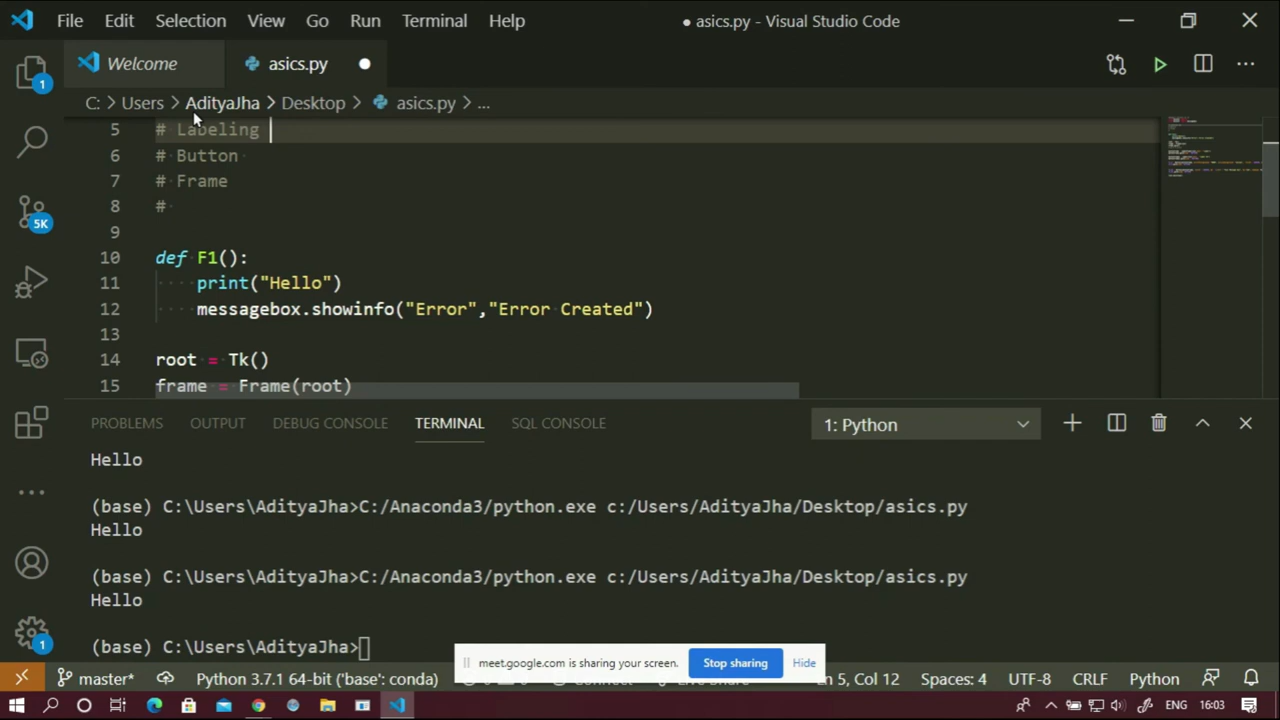 File Edit Selection View Go Run Terminal Help ● asics.py - Visual Studio Code
Welcome asics.py
C: > Users > AdityaJha > Desktop > asics.py > ...
1
5K
1
5 # Labeling
6 # Button
7 # Frame
8 #
9
10 def F1():
11 print("Hello")
12 messagebox.showinfo("Error","Error Created")
13
14 root = Tk()
15 frame = Frame(root)
PROBLEMS OUTPUT DEBUG CONSOLE TERMINAL SQL CONSOLE 1: Python
Hello
(base) C:\Users\AdityaJha>C:/Anaconda3/python.exe c:/Users/AdityaJha/Desktop/asics.py
Hello
(base) C:\Users\AdityaJha>C:/Anaconda3/python.exe c:/Users/AdityaJha/Desktop/asics.py
Hello
(base) C:\Users\AdityaJha>
meet.google.com is sharing your screen. Stop sharing Hide
master* Python 3.7.1 64-bit ('base': conda) Ln 5, Col 12 Spaces: 4 UTF-8 CRLF Python
ENG 16:03